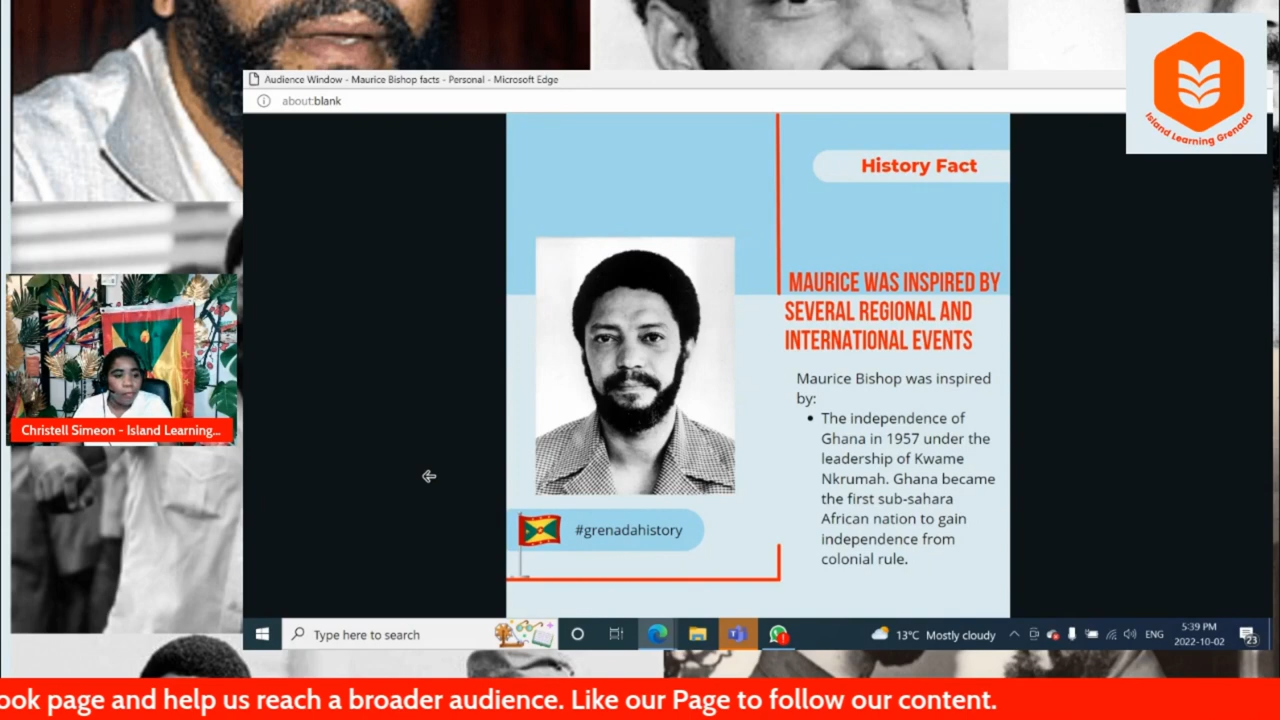 Audience Window - Maurice Bishop facts - Personal - Microsoft Edge
about:blank
Island Learning Grenada
History Fact
MAURICE WAS INSPIRED BY
SEVERAL REGIONAL AND
INTERNATIONAL EVENTS
Maurice Bishop was inspired
by:
• The independence of
Ghana in 1957 under the
leadership of Kwame
Nkrumah. Ghana became
the first sub-sahara
African nation to gain
independence from
colonial rule.
#grenadahistory
Christell Simeon - Island Learning...
Type here to search
13°C Mostly cloudy
ENG
5:39 PM
2022-10-02
23
ook page and help us reach a broader audience. Like our Page to follow our content.